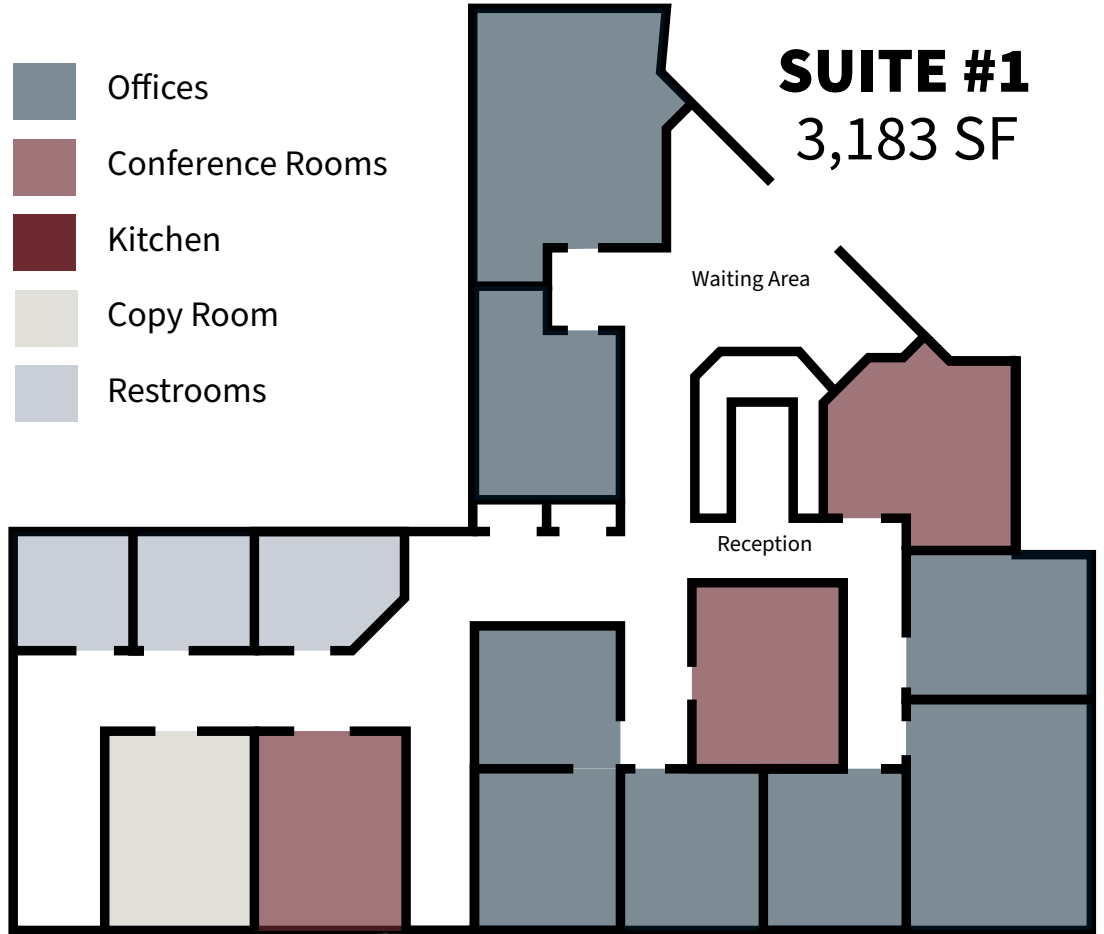 SUITE #1
3,183 SF
Offices
Conference Rooms
Kitchen
Copy Room
Restrooms
Waiting Area
Reception